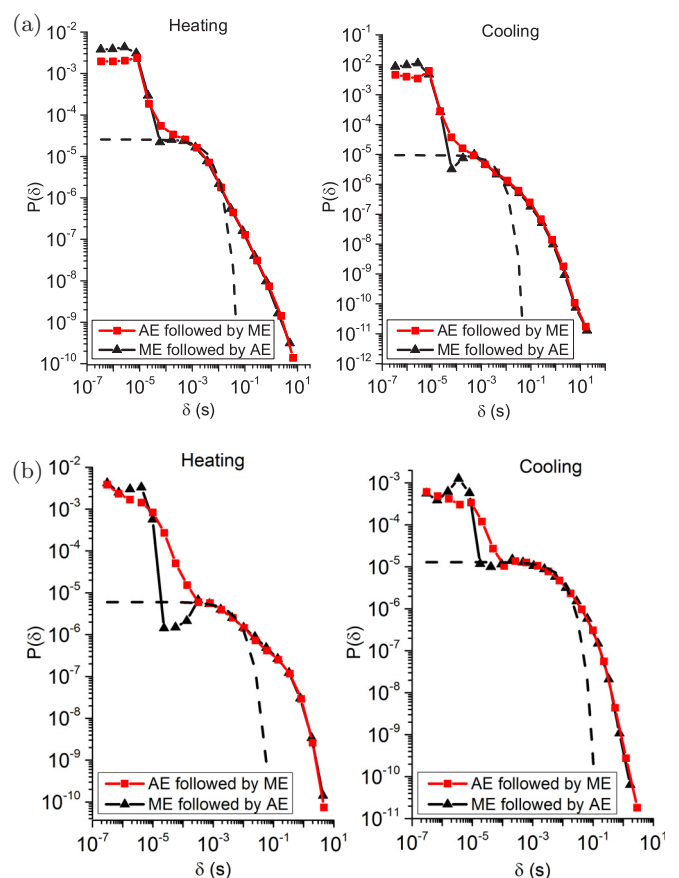 (a)
Heating
P(δ)
10⁻²
10⁻³
10⁻⁴
10⁻⁵
10⁻⁶
10⁻⁷
10⁻⁸
10⁻⁹
10⁻¹⁰
AE followed by ME
ME followed by AE
10⁻⁷ 10⁻⁵ 10⁻³ 10⁻¹ 10¹
δ (s)
Cooling
P(δ)
10⁻¹
10⁻²
10⁻³
10⁻⁴
10⁻⁵
10⁻⁶
10⁻⁷
10⁻⁸
10⁻⁹
10⁻¹⁰
10⁻¹¹
10⁻¹²
AE followed by ME
ME followed by AE
10⁻⁷ 10⁻⁵ 10⁻³ 10⁻¹ 10¹
δ (s)
(b)
Heating
P(δ)
10⁻²
10⁻³
10⁻⁴
10⁻⁵
10⁻⁶
10⁻⁷
10⁻⁸
10⁻⁹
10⁻¹⁰
AE followed by ME
ME followed by AE
10⁻⁷ 10⁻⁵ 10⁻³ 10⁻¹ 10¹
δ (s)
Cooling
P(δ)
10⁻³
10⁻⁴
10⁻⁵
10⁻⁶
10⁻⁷
10⁻⁸
10⁻⁹
10⁻¹⁰
10⁻¹¹
AE followed by ME
ME followed by AE
10⁻⁷ 10⁻⁵ 10⁻³ 10⁻¹ 10¹
δ (s)